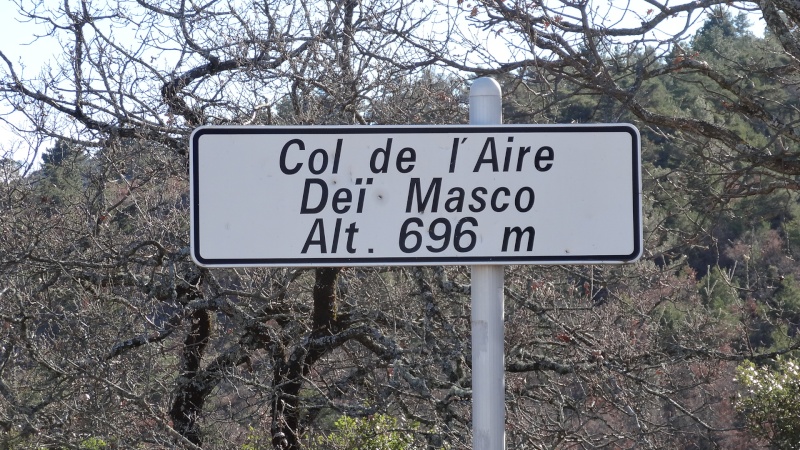 Col de l'Aire
Deï Masco
Alt. 696 m